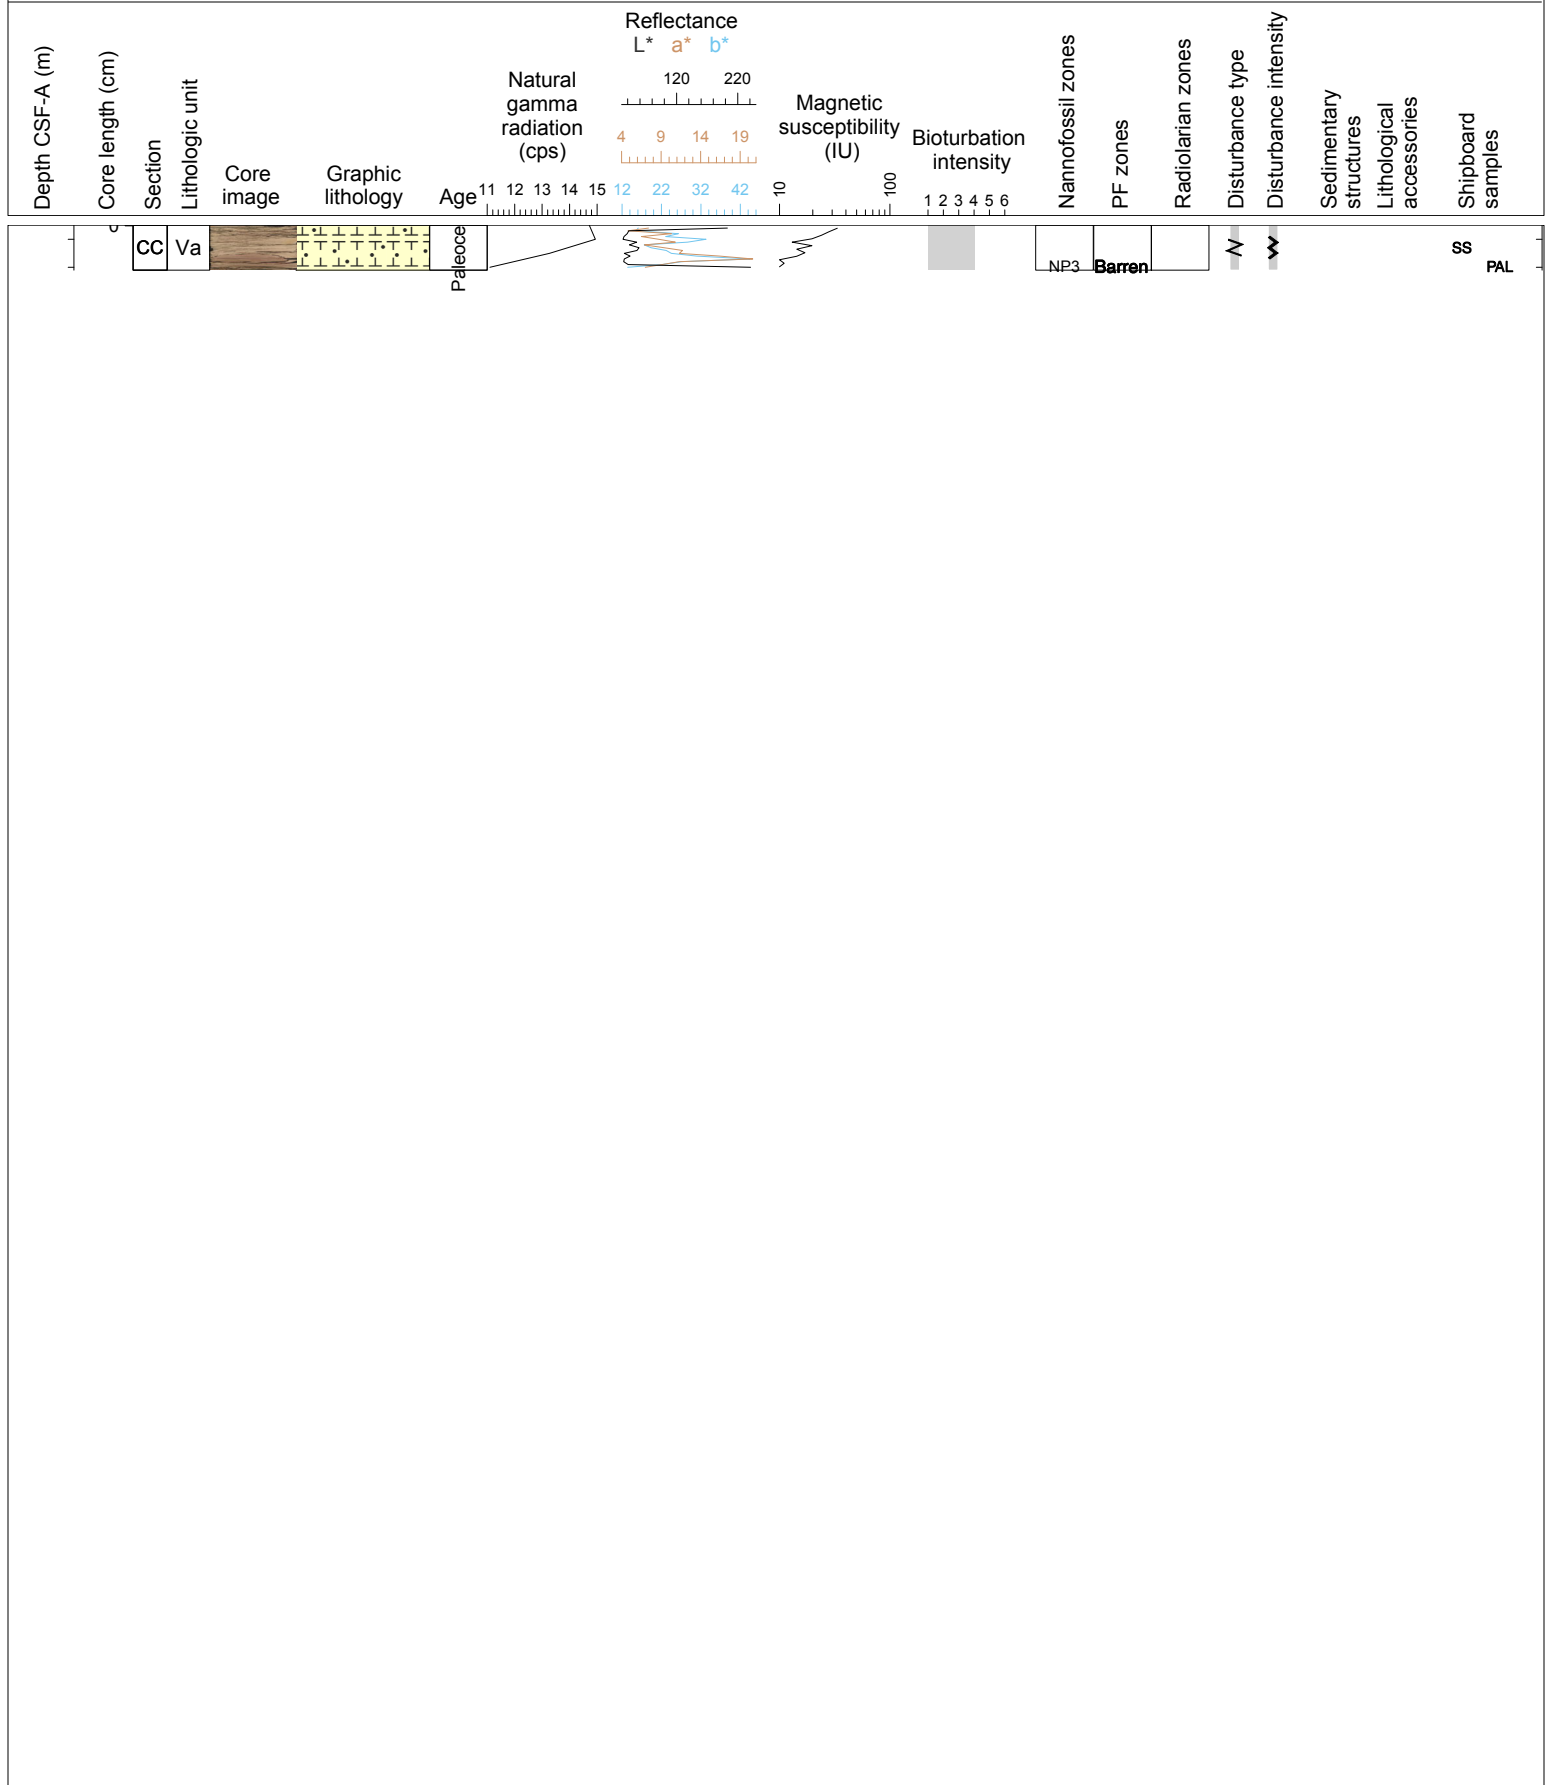 Depth CSF-A (m)
Core length (cm)
Section
Lithologic unit
Core
image
Graphic
lithology
Age
Natural
gamma
radiation
(cps)
11 12 13 14 15
Reflectance
L* a* b*
120 220
4 9 14 19
12 22 32 42
Magnetic
susceptibility
(IU)
10 100
Bioturbation
intensity
1 2 3 4 5 6
Nannofossil zones
PF zones
Radiolarian zones
Disturbance type
Disturbance intensity
Sedimentary
structures
Lithological
accessories
Shipboard
samples
CC
Va
Paleoce
NP3
Barren
SS
PAL